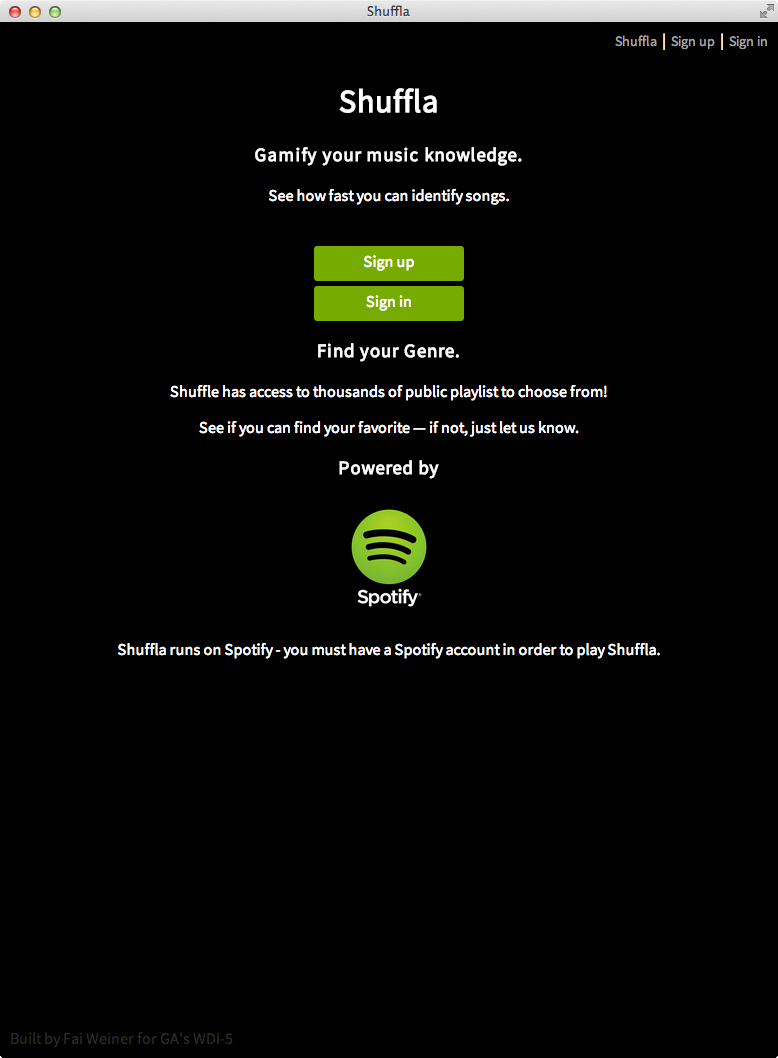 Shuffla
Shuffla | Sign up | Sign in
Shuffla
Gamify your music knowledge.
See how fast you can identify songs.
Sign up
Sign in
Find your Genre.
Shuffle has access to thousands of public playlist to choose from!
See if you can find your favorite — if not, just let us know.
Powered by
Spotify®
Shuffla runs on Spotify - you must have a Spotify account in order to play Shuffla.
Built by Fai Weiner for GA's WDI-5